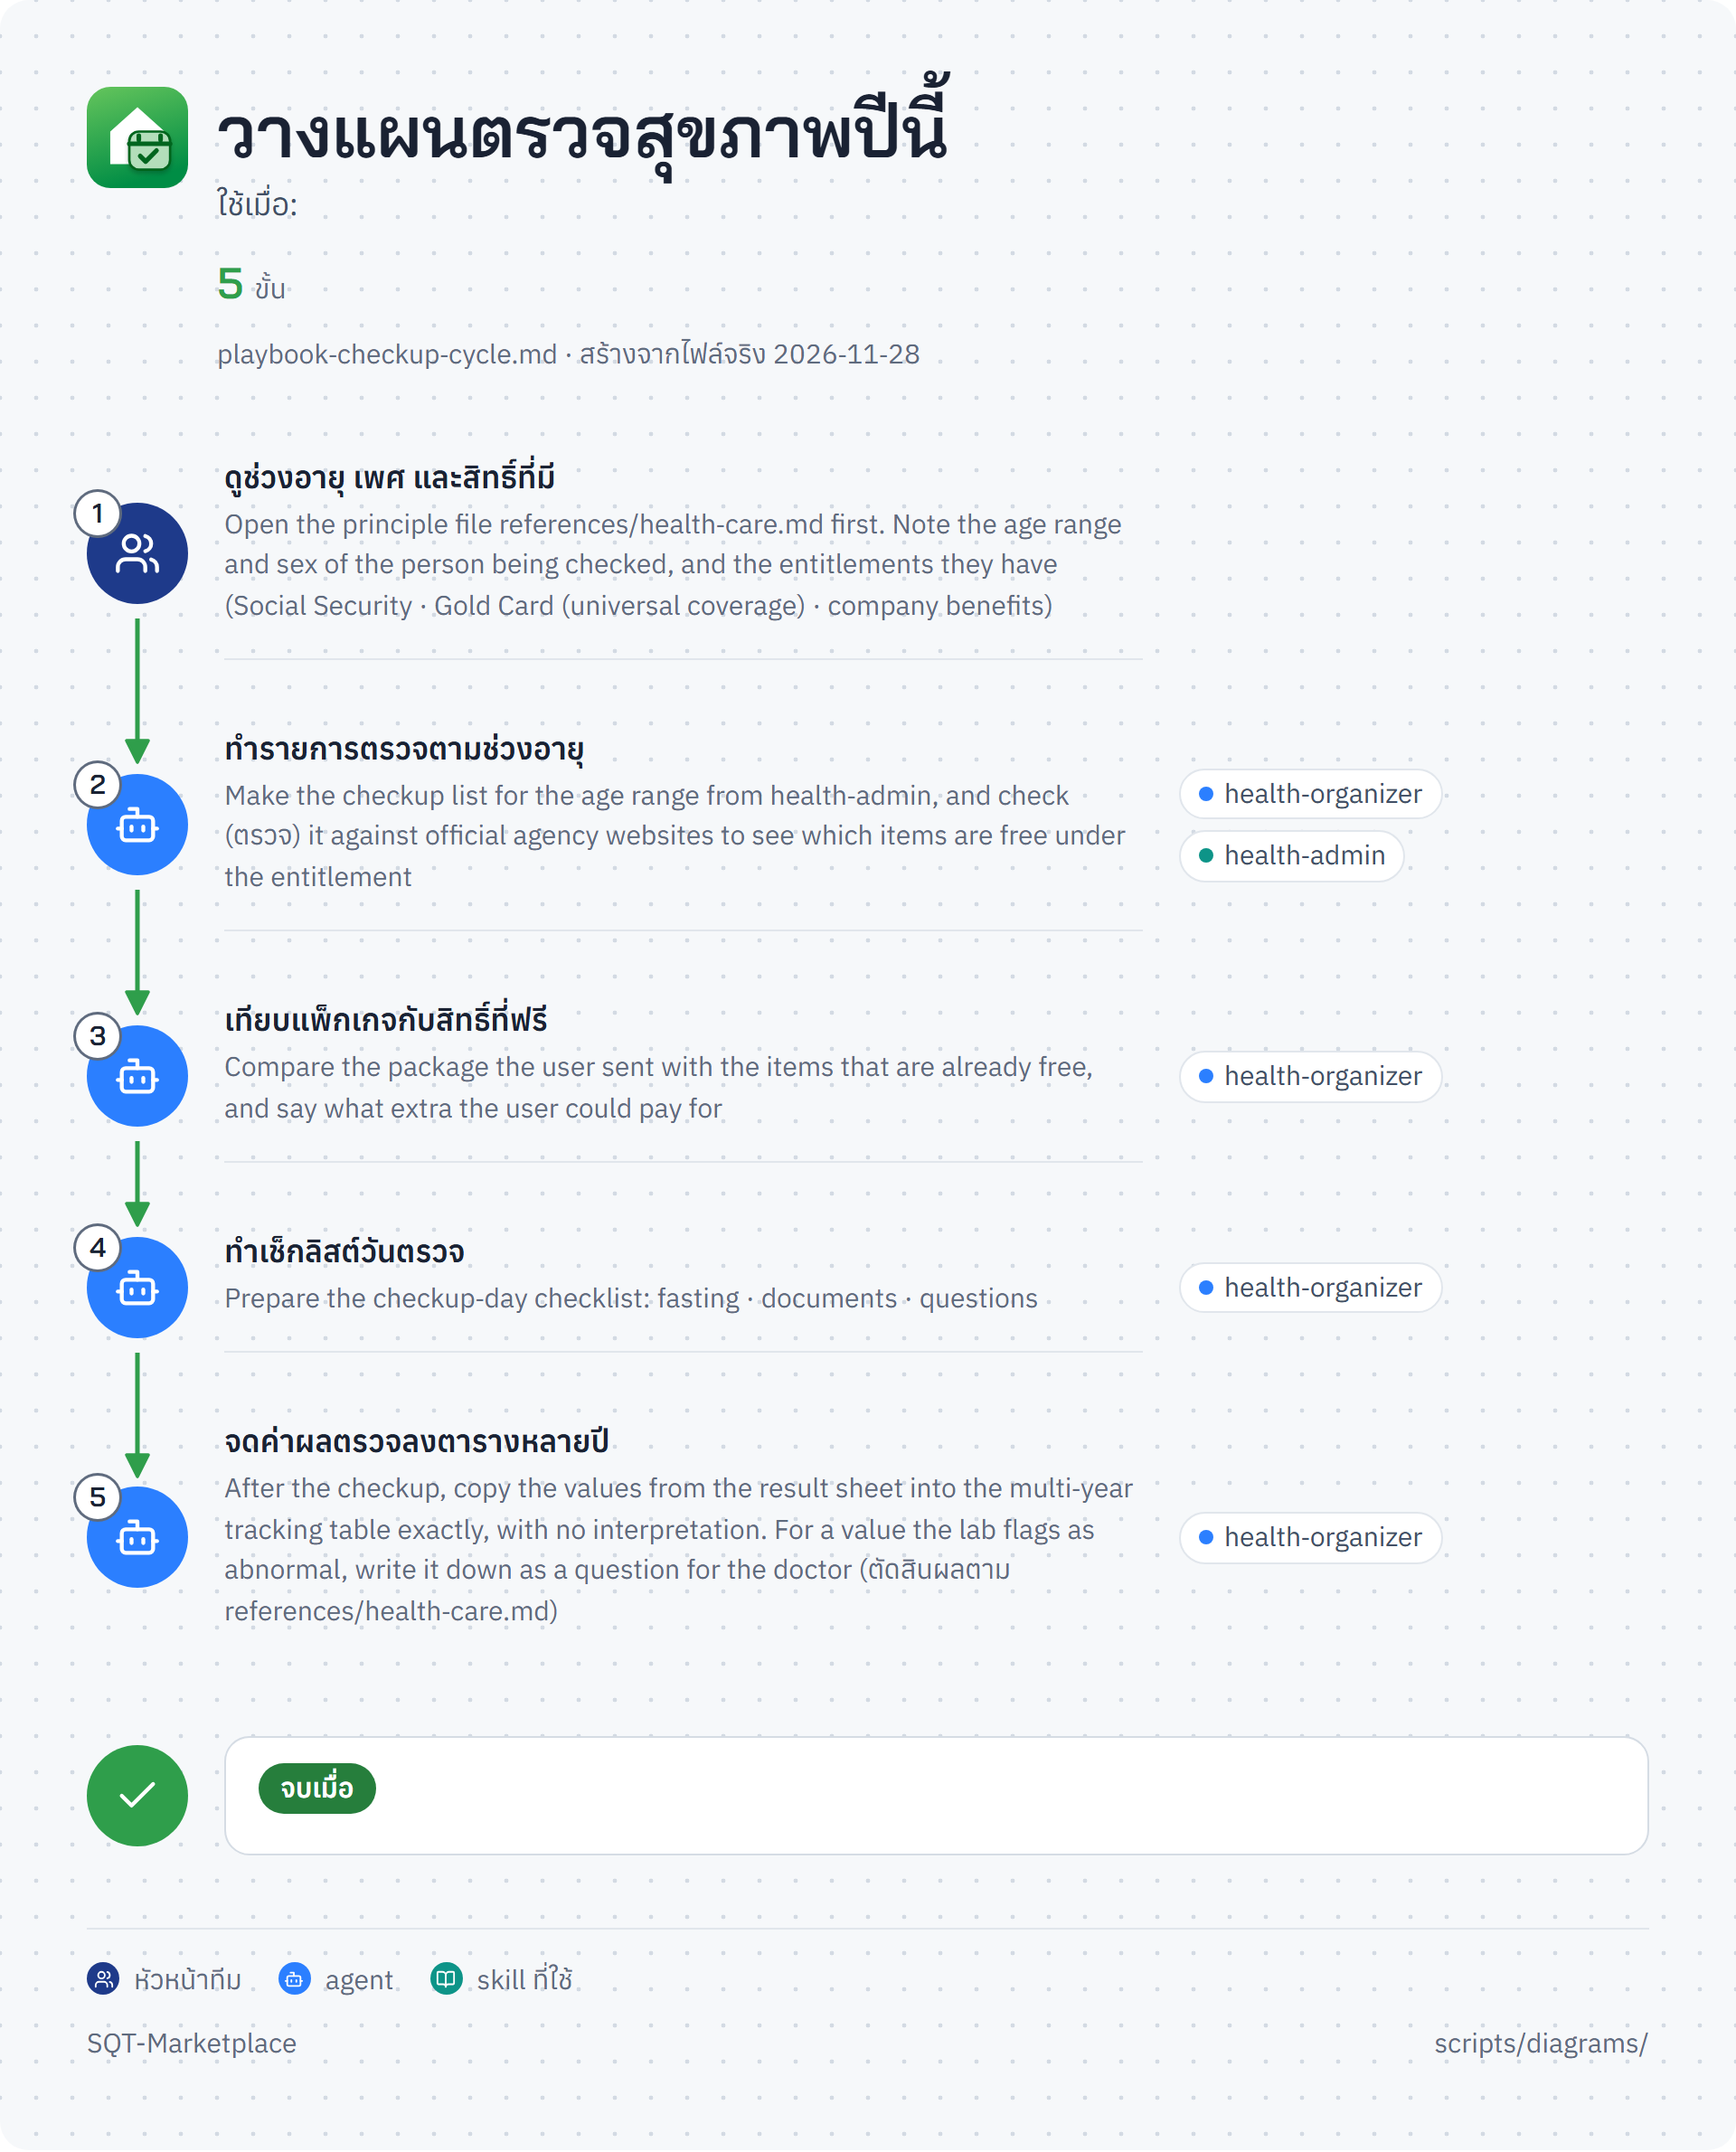 วางแผนตรวจสุขภาพปีนี้
ใช้เมื่อ:
5 ขั้น
playbook-checkup-cycle.md · สร้างจากไฟล์จริง 2026-11-28
1
ดูช่วงอายุ เพศ และสิทธิ์ที่มี
Open the principle file references/health-care.md first. Note the age range
and sex of the person being checked, and the entitlements they have
(Social Security · Gold Card (universal coverage) · company benefits)
2
ทำรายการตรวจตามช่วงอายุ
Make the checkup list for the age range from health-admin, and check
(ตรวจ) it against official agency websites to see which items are free under
the entitlement
health-organizer
health-admin
3
เทียบแพ็กเกจกับสิทธิ์ที่ฟรี
Compare the package the user sent with the items that are already free,
and say what extra the user could pay for
health-organizer
4
ทำเช็กลิสต์วันตรวจ
Prepare the checkup-day checklist: fasting · documents · questions
health-organizer
5
จดค่าผลตรวจลงตารางหลายปี
After the checkup, copy the values from the result sheet into the multi-year
tracking table exactly, with no interpretation. For a value the lab flags as
abnormal, write it down as a question for the doctor (ตัดสินผลตาม
references/health-care.md)
health-organizer
จบเมื่อ
หัวหน้าทีม agent skill ที่ใช้
SQT-Marketplace scripts/diagrams/